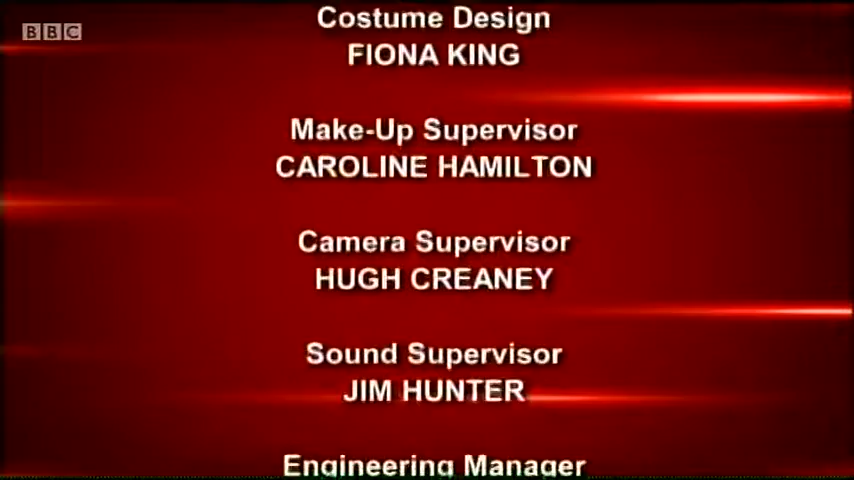 BBC
Costume Design
FIONA KING
Make-Up Supervisor
CAROLINE HAMILTON
Camera Supervisor
HUGH CREANEY
Sound Supervisor
JIM HUNTER
Engineering Manager